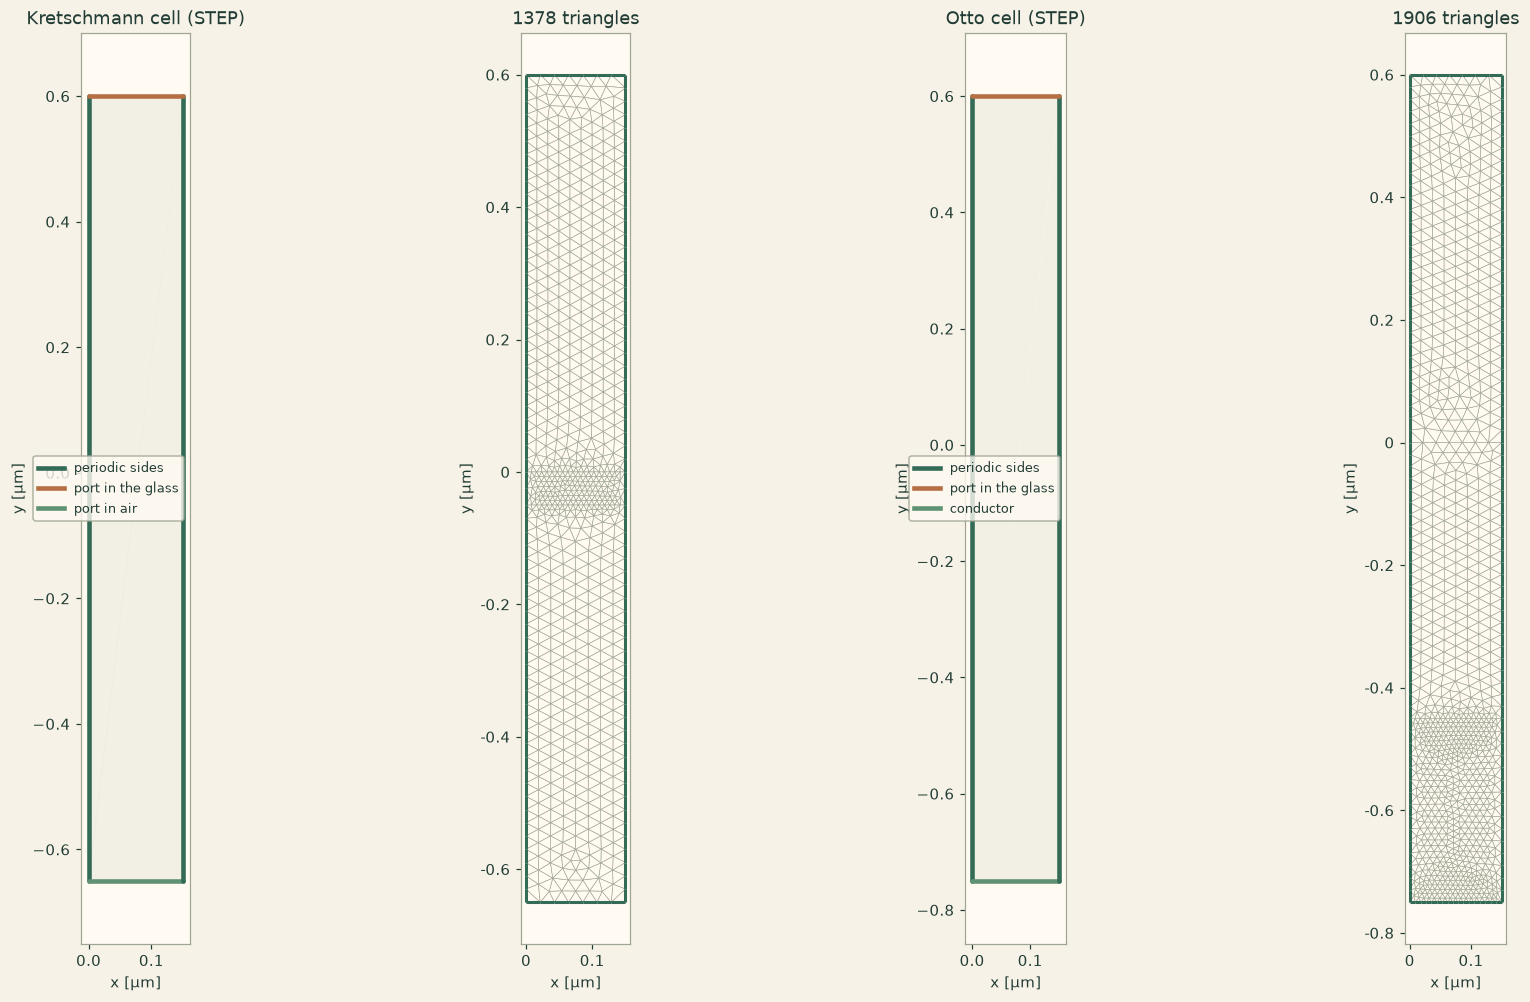 Kretschmann cell (STEP)
0.6
0.4
0.2
0.0
−0.2
−0.4
−0.6
y [µm]
0.0
0.1
x [µm]
periodic sides
port in the glass
port in air
1378 triangles
0.6
0.4
0.2
0
-0.2
-0.4
-0.6
y [µm]
0
0.1
x [µm]
Otto cell (STEP)
0.6
0.4
0.2
0.0
−0.2
−0.4
−0.6
−0.8
y [µm]
0.0
0.1
x [µm]
periodic sides
port in the glass
conductor
1906 triangles
0.6
0.4
0.2
0
-0.2
-0.4
-0.6
-0.8
y [µm]
0
0.1
x [µm]